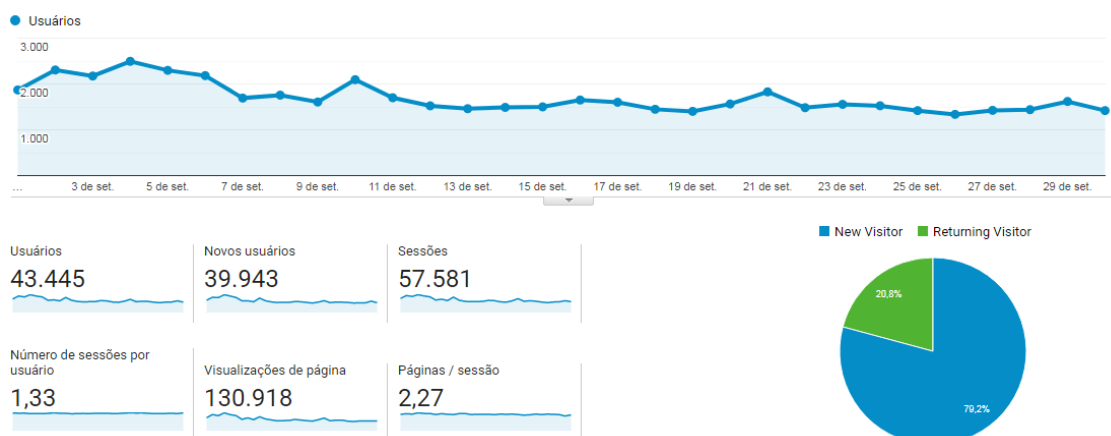 Usuários
3.000
2.000
1.000
...
3 de set.
5 de set.
7 de set.
9 de set.
11 de set.
13 de set.
15 de set.
17 de set.
19 de set.
21 de set.
23 de set.
25 de set.
27 de set.
29 de set.
Usuários
43.445
Novos usuários
39.943
Sessões
57.581
Número de sessões por
usuário
1,33
Visualizações de página
130.918
Páginas / sessão
2,27
New Visitor
Returning Visitor
20,8%
79,2%